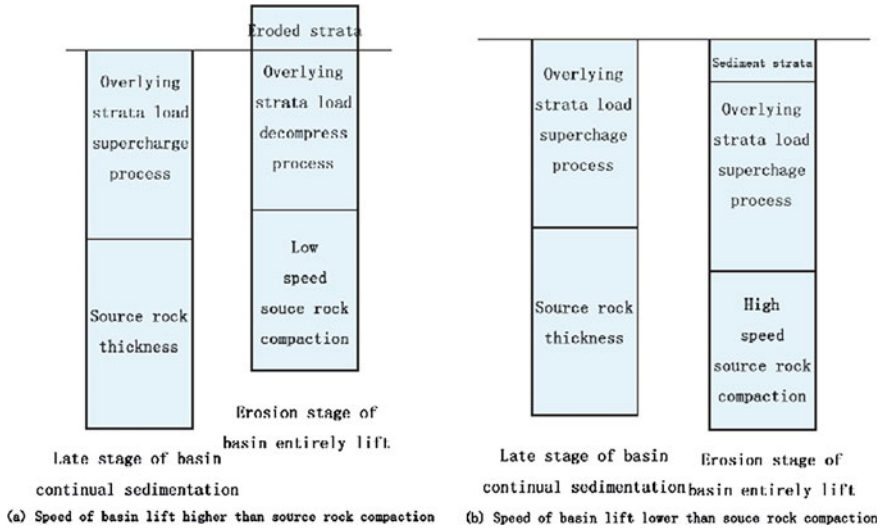 Overlying
strata load
supercharge
process
Source rock
thickness
Late stage of basin
continual sedimentation
Eroded strata
Overlying
strata load
decompress
process
Low
speed
souce rock
compaction
Erosion stage of
basin entirely lift
(a) Speed of basin lift higher than source rock compaction
Overlying
strata load
superchage
process
Source rock
thickness
Late stage of basin
continual sedimentation
Sediment strata
Overlying
strata load
superchage
process
High
speed
source rock
compaction
Erosion stage of
basin entirely lift
(b) Speed of basin lift lower than souce rock compaction